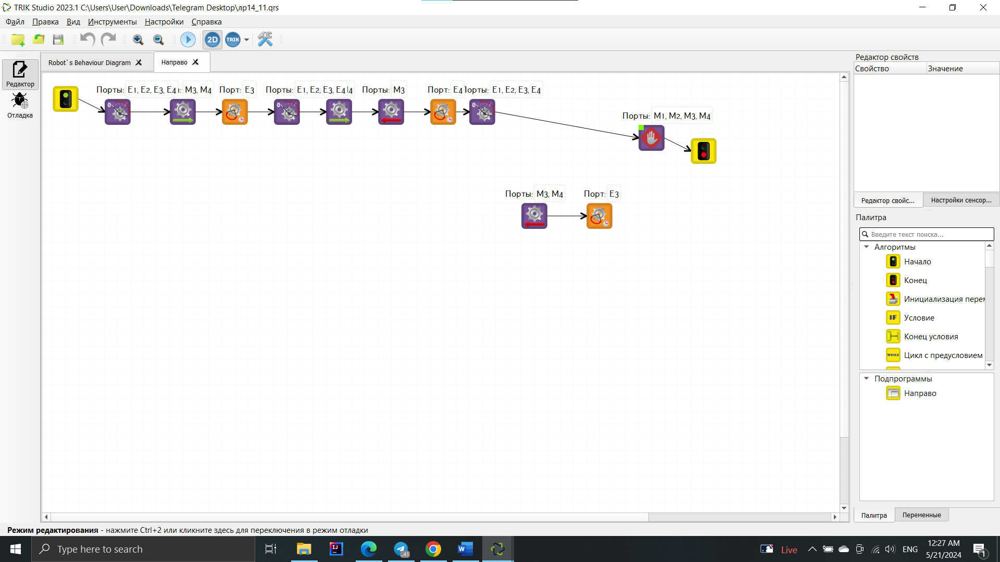 TRIK Studio 2023.1 C:\Users\User\Downloads\Telegram Desktop\лр14_11.qrs
Файл Правка Вид Инструменты Настройки Справка
2D TRIK
Редактор
Отладка
Robot`s Behaviour Diagram
Направо
Порты: E1, E2, E3, E4 : M3, M4 Порт: E3 Порты: E1, E2, E3, E4 4 Порты: M3 Порт: E4 Порты: E1, E2, E3, E4
Порты: M1, M2, M3, M4
Порты: M3, M4 Порт: E3
Редактор свойств
Свойство Значение
Редактор свойс... Настройки сенсор...
Палитра
Введите текст поиска...
Алгоритмы
Начало
Конец
Инициализация пере
IF Условие
Конец условия
WHILE Цикл с предусловием
Подпрограммы
Направо
Палитра Переменные
Режим редактирования - нажмите Ctrl+2 или кликните здесь для переключения в режим отладки
Type here to search
IJ
41
W
Live
ENG
12:27 AM
5/21/2024
1